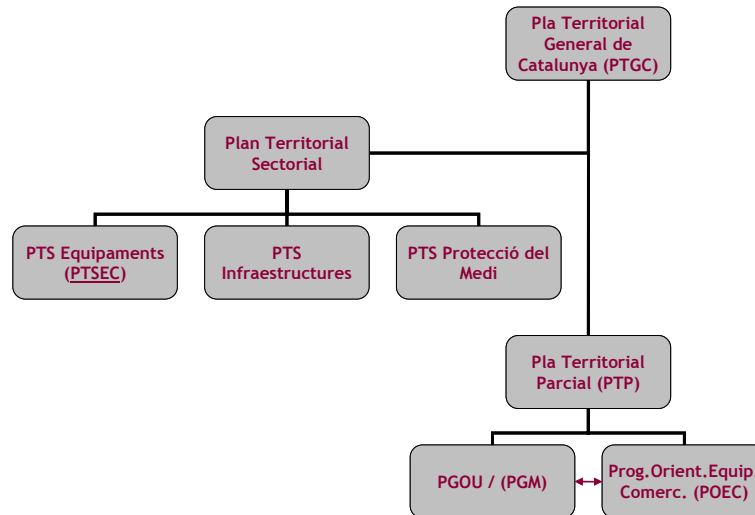 Pla Territorial
General de
Catalunya (PTGC)
Plan Territorial
Sectorial
PTS Equipaments
(PTSEC)
PTS
Infraestructures
PTS Protecció del
Medi
Pla Territorial
Parcial (PTP)
PGOU / (PGM)
Prog.Orient.Equip.
Comerc. (POEC)